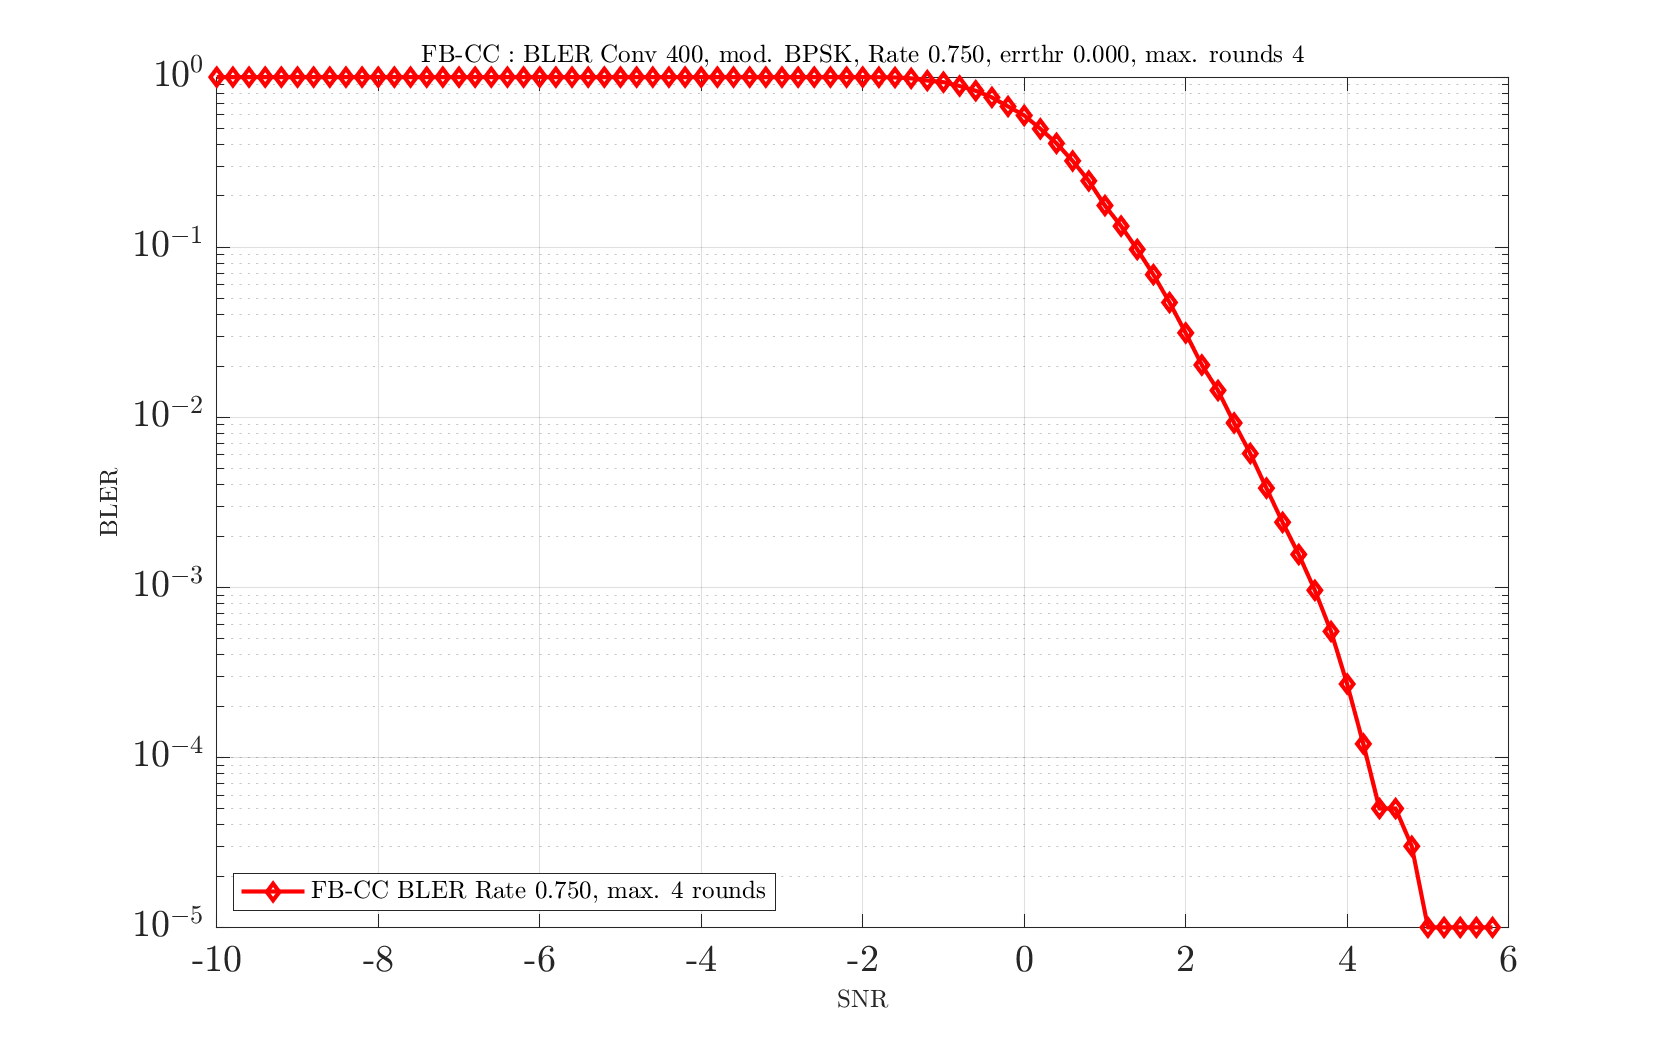 FB-CC : BLER Conv 400, mod. BPSK, Rate 0.750, errthr 0.000, max. rounds 4
10^0
10^−1
10^−2
10^−3
10^−4
10^−5
BLER
FB-CC BLER Rate 0.750, max. 4 rounds
-10 -8 -6 -4 -2 0 2 4 6
SNR